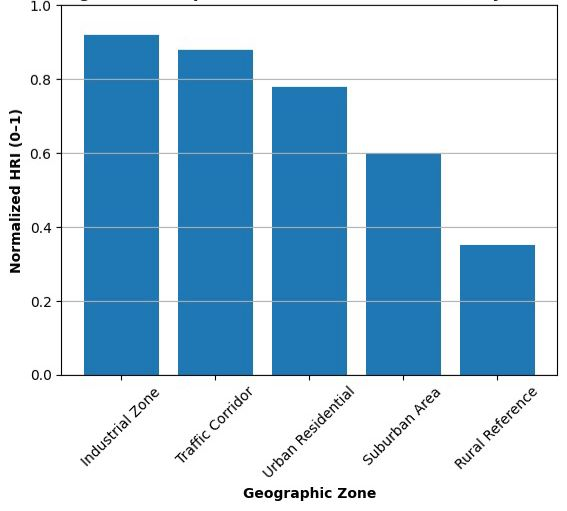 1.0
0.8
0.6
0.4
0.2
0.0
Normalized HRI (0–1)
Industrial Zone
Traffic Corridor
Urban Residential
Suburban Area
Rural Reference
Geographic Zone